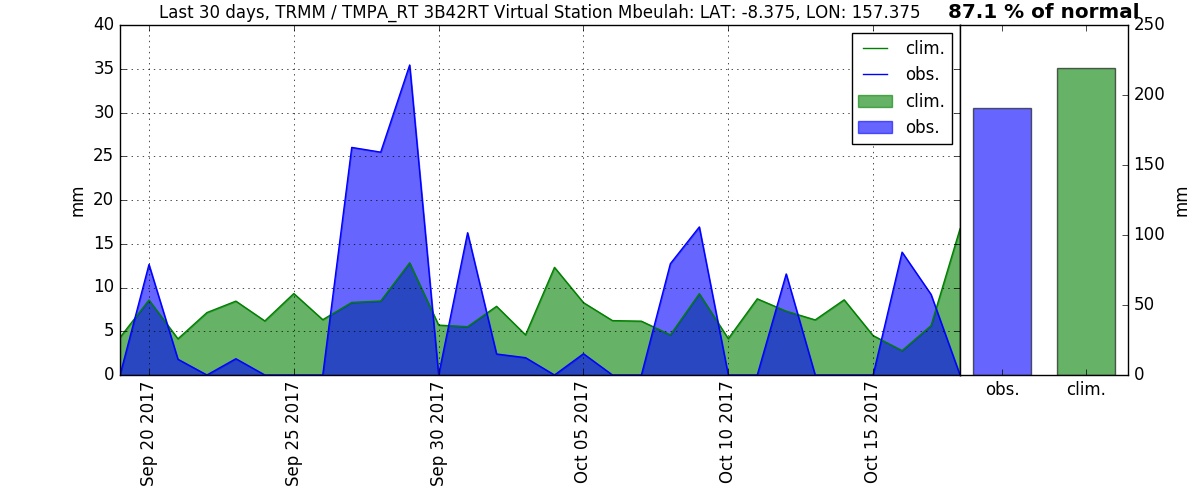 Last 30 days, TRMM / TMPA_RT 3B42RT Virtual Station Mbeulah: LAT: -8.375, LON: 157.375
87.1 % of normal
40
35
30
25
20
15
10
5
0
mm
clim.
obs.
clim.
obs.
250
200
150
100
50
0
mm
obs.
clim.
Sep 20 2017
Sep 25 2017
Sep 30 2017
Oct 05 2017
Oct 10 2017
Oct 15 2017